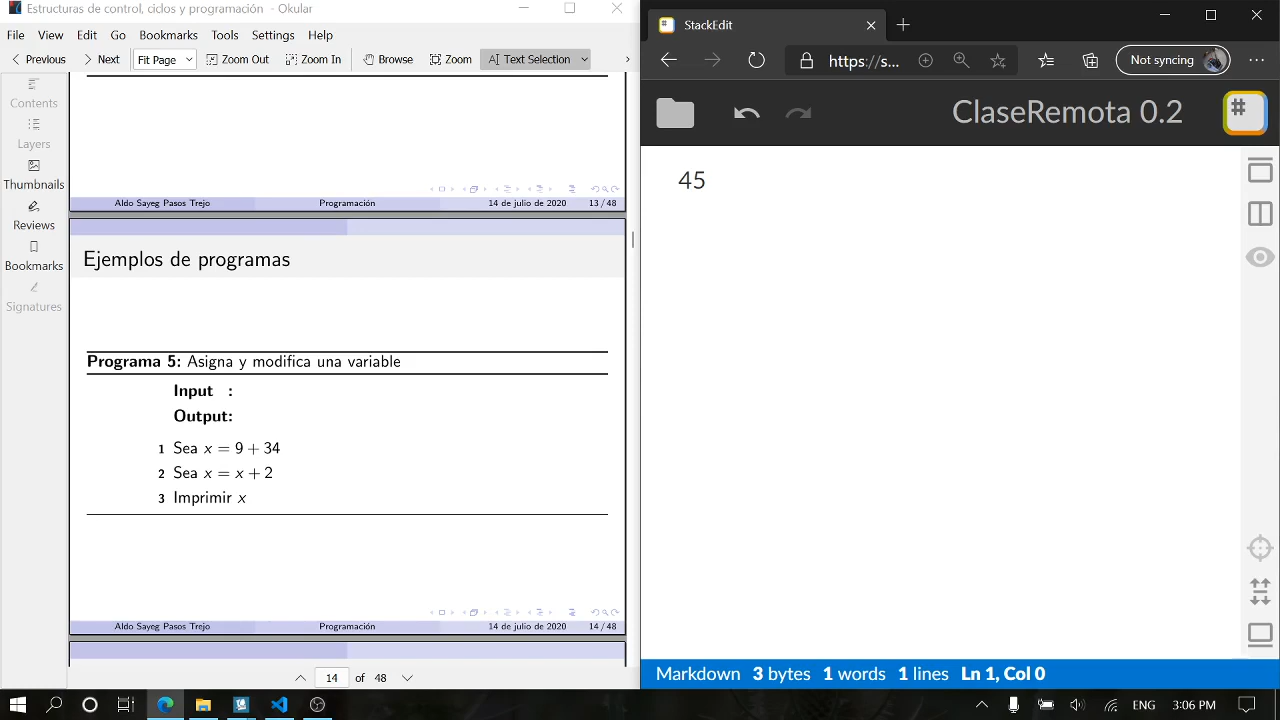 Estructuras de control, ciclos y programación - Okular
File View Edit Go Bookmarks Tools Settings Help
Previous Next Fit Page Zoom Out Zoom In Browse Zoom Text Selection
Contents
Layers
Thumbnails
Reviews
Bookmarks
Signatures
Aldo Sayeg Pasos Trejo Programación 14 de julio de 2020 13 / 48
Ejemplos de programas
Programa 5: Asigna y modifica una variable
Input :
Output:
1 Sea x = 9 + 34
2 Sea x = x + 2
3 Imprimir x
Aldo Sayeg Pasos Trejo Programación 14 de julio de 2020 14 / 48
14 of 48
StackEdit
https://s... Not syncing
ClaseRemota 0.2
45
Markdown 3 bytes 1 words 1 lines Ln 1, Col 0
ENG 3:06 PM